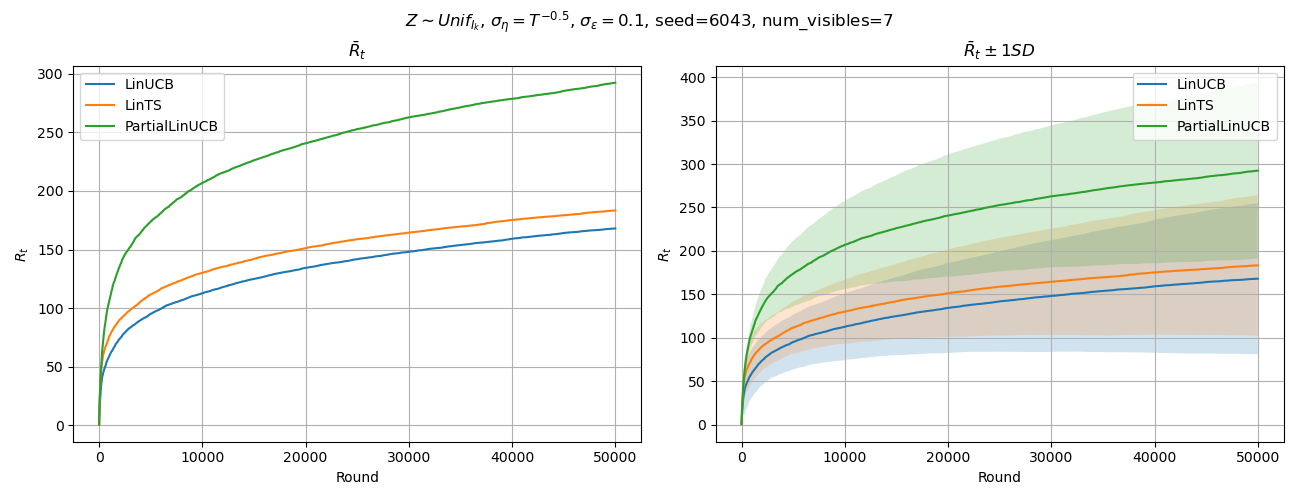 Z ∼ Unif_{I_k}, σ_η = T^{−0.5}, σ_ε = 0.1, seed=6043, num_visibles=7
R̄_t
R_t
300
250
200
150
100
50
0
LinUCB
LinTS
PartialLinUCB
0 10000 20000 30000 40000 50000
Round
R̄_t ± 1SD
R_t
400
350
300
250
200
150
100
50
0
LinUCB
LinTS
PartialLinUCB
0 10000 20000 30000 40000 50000
Round